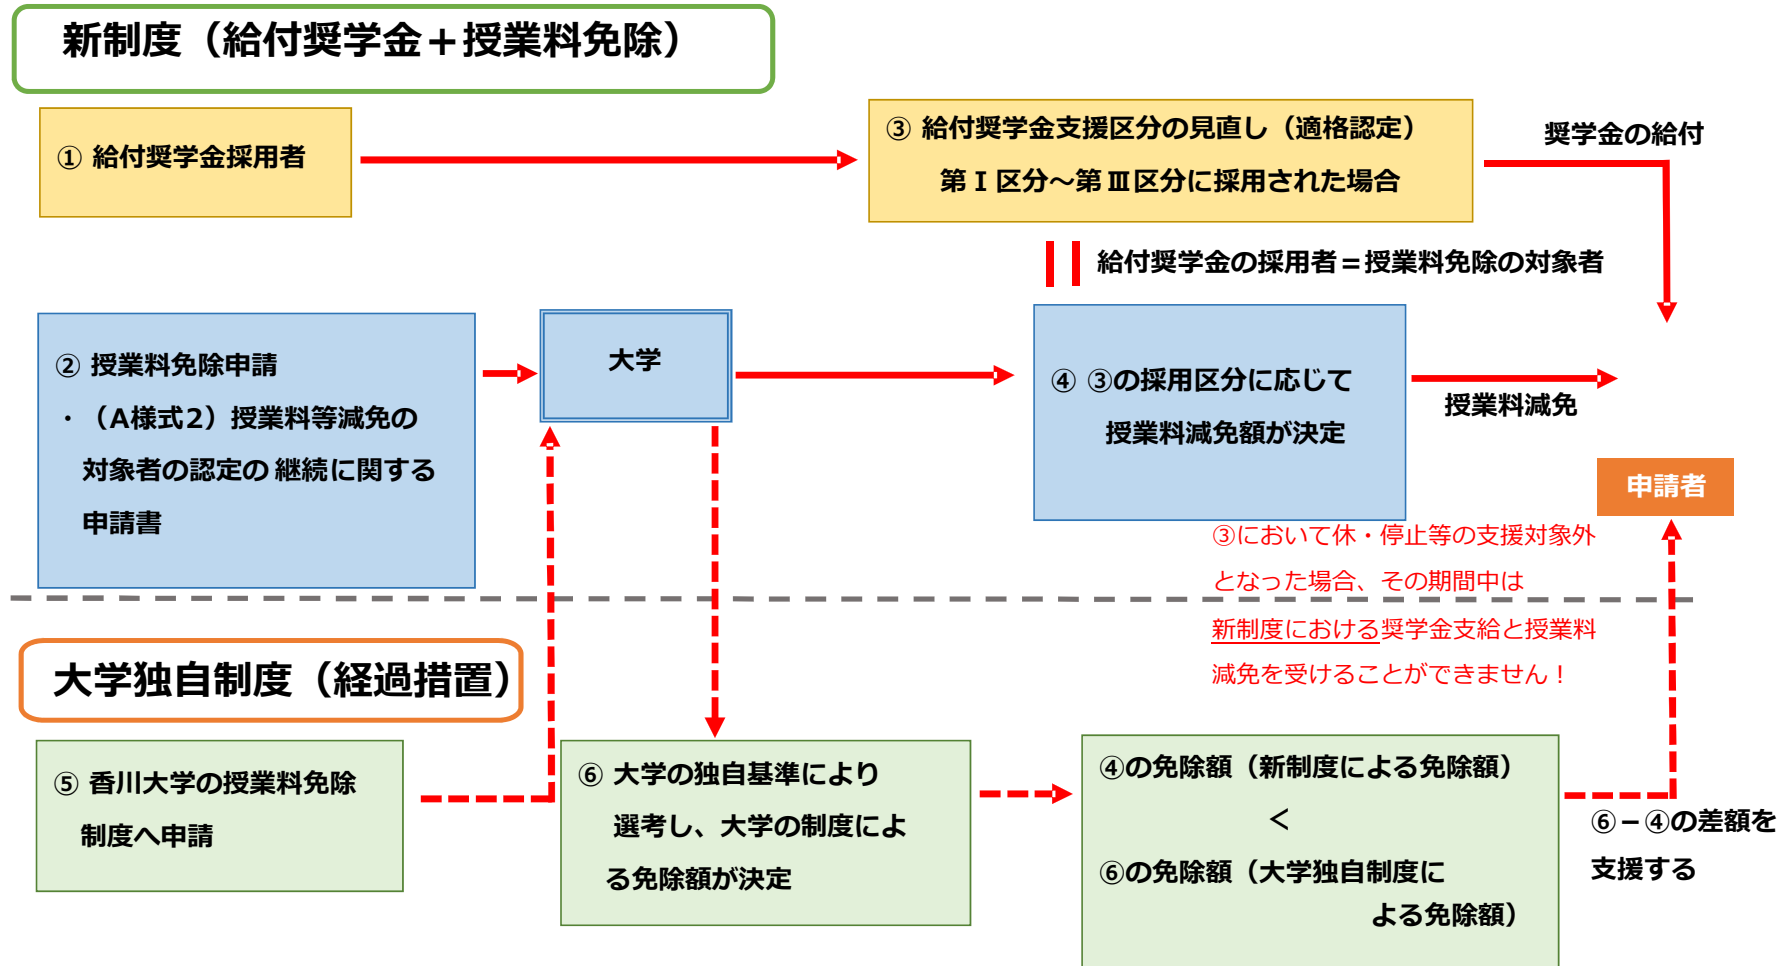 新制度（給付奨学金＋授業料免除）
① 給付奨学金採用者
③ 給付奨学金支援区分の見直し（適格認定）
第Ⅰ区分～第Ⅲ区分に採用された場合
奨学金の給付
給付奨学金の採用者＝授業料免除の対象者
② 授業料免除申請
・（A様式2）授業料等減免の
対象者の認定の 継続に関する
申請書
大学
④ ③の採用区分に応じて
授業料減免額が決定
授業料減免
申請者
③において休・停止等の支援対象外
となった場合、その期間中は
新制度における奨学金支給と授業料
減免を受けることができません！
大学独自制度（経過措置）
⑤ 香川大学の授業料免除
制度へ申請
⑥ 大学の独自基準により
選考し、大学の制度によ
る免除額が決定
④の免除額（新制度による免除額）
＜
⑥の免除額（大学独自制度に
よる免除額）
⑥－④の差額を
支援する